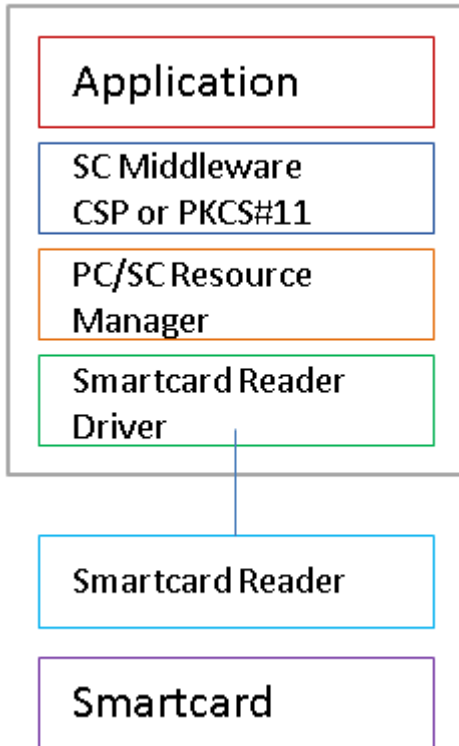 Application
SC Middleware
CSP or PKCS#11
PC/SC Resource
Manager
Smartcard Reader
Driver
Smartcard Reader
Smartcard